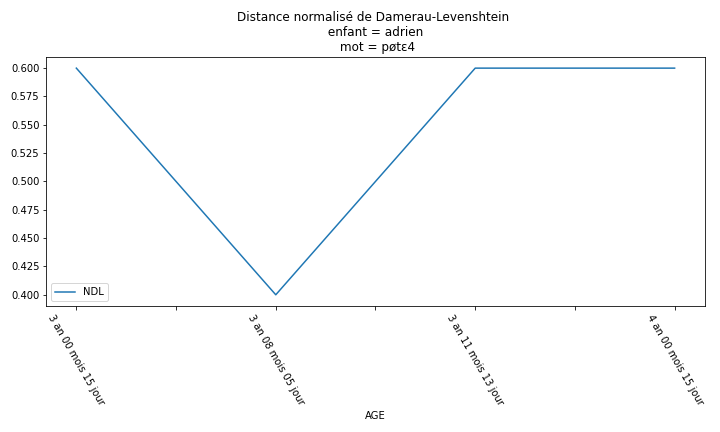 Distance normalisé de Damerau-Levenshtein
enfant = adrien
mot = pøtɛ4
0.600
0.575
0.550
0.525
0.500
0.475
0.450
0.425
0.400
NDL
3 an 00 mois 15 jour
3 an 08 mois 05 jour
3 an 11 mois 13 jour
4 an 00 mois 15 jour
AGE